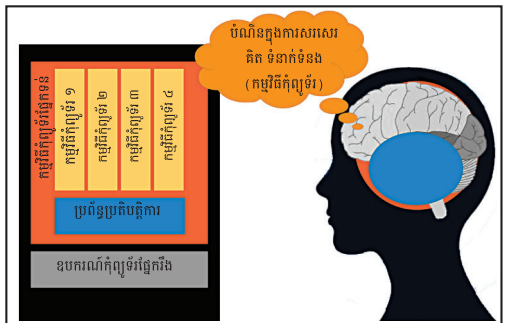 បំណិនក្នុងការសរសេរ
គិត ទំនាក់ទំនង
(កម្មវិធីកុំព្យូទ័រ)
កម្មវិធីកុំព្យូទ័រផ្នែកទន់
កម្មវិធីកុំព្យូទ័រ ១
កម្មវិធីកុំព្យូទ័រ ២
កម្មវិធីកុំព្យូទ័រ ៣
កម្មវិធីកុំព្យូទ័រ ៤
ប្រព័ន្ធប្រតិបត្តិការ
ឧបករណ៍កុំព្យូទ័រផ្នែករឹង